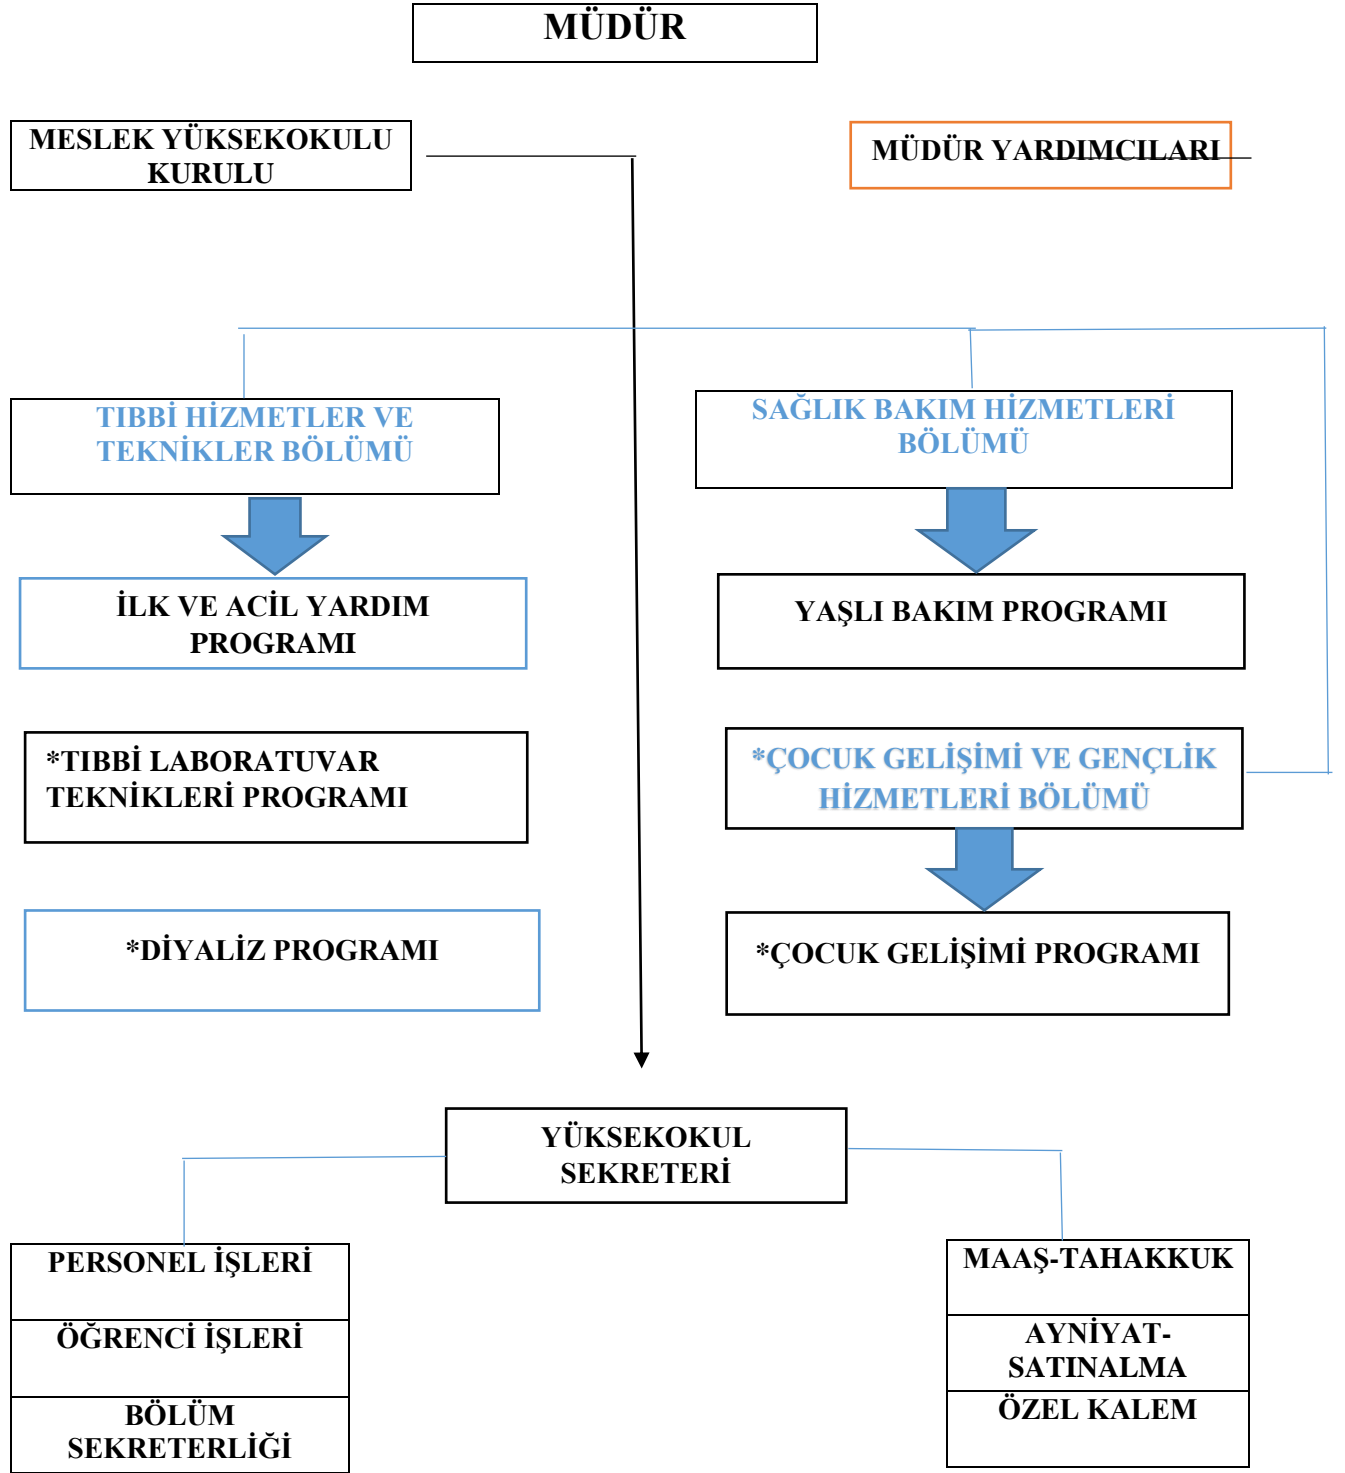 MÜDÜR
MESLEK YÜKSEKOKULU
KURULU
MÜDÜR YARDIMCILARI
TIBBİ HİZMETLER VE
TEKNİKLER BÖLÜMÜ
SAĞLIK BAKIM HİZMETLERİ
BÖLÜMÜ
İLK VE ACİL YARDIM
PROGRAMI
YAŞLI BAKIM PROGRAMI
*TIBBİ LABORATUVAR
TEKNİKLERİ PROGRAMI
*ÇOCUK GELİŞİMİ VE GENÇLİK
HİZMETLERİ BÖLÜMÜ
*DİYALİZ PROGRAMI
*ÇOCUK GELİŞİMİ PROGRAMI
YÜKSEKOKUL
SEKRETERİ
PERSONEL İŞLERİ
ÖĞRENCİ İŞLERİ
BÖLÜM
SEKRETERLİĞİ
MAAŞ-TAHAKKUK
AYNİYAT-
SATINALMA
ÖZEL KALEM